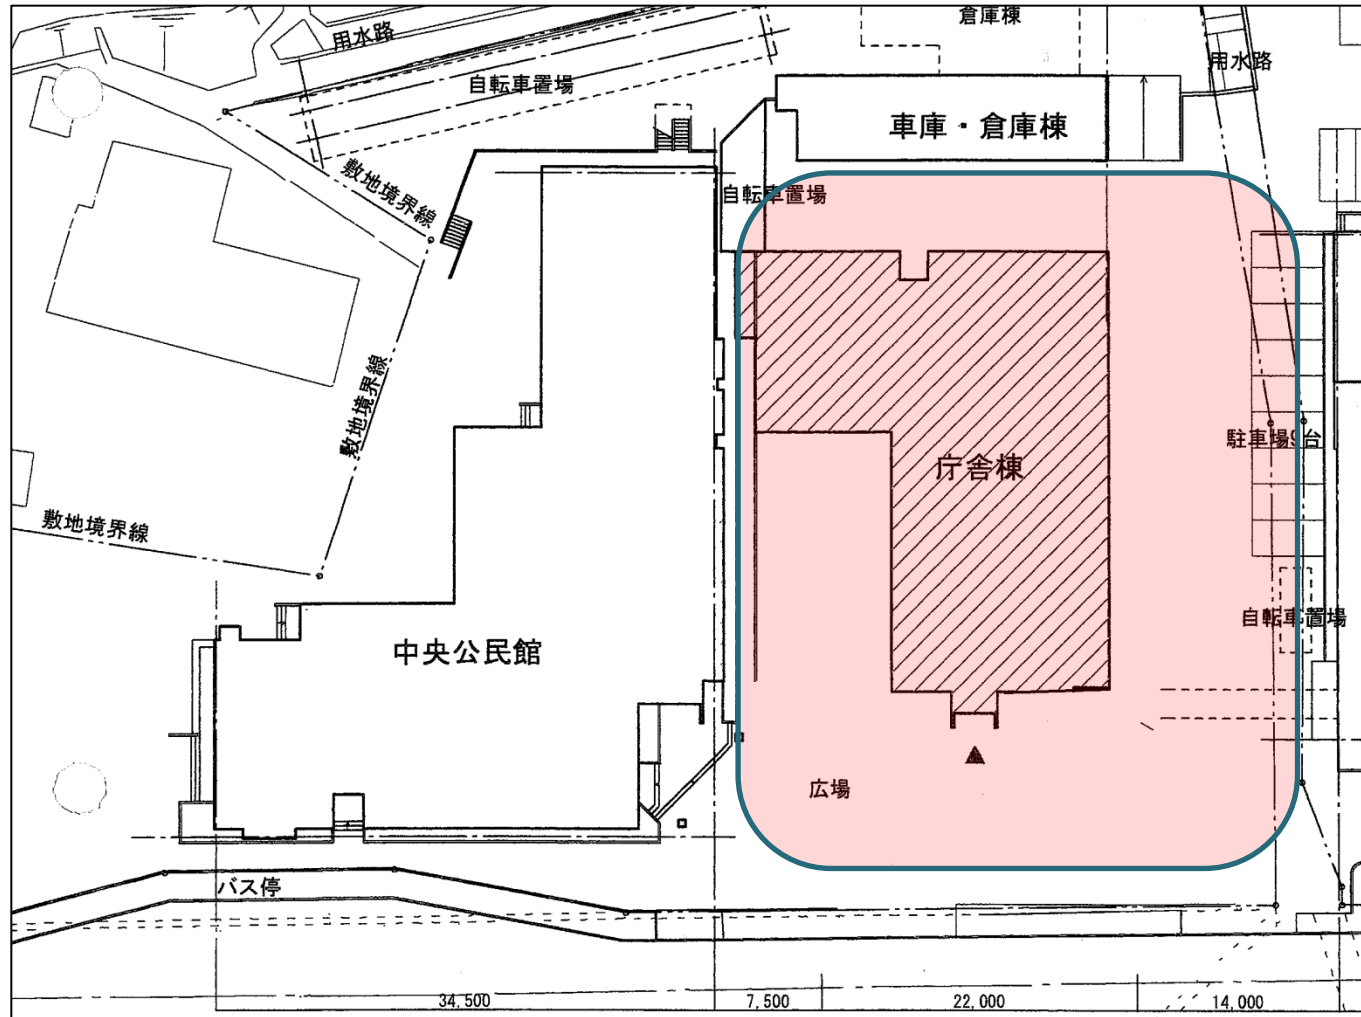 倉庫棟
用水路
用水路
自転車置場
車庫・倉庫棟
敷地境界線
自転車置場
敷地境界線
駐車場9台
庁舎棟
敷地境界線
自転車置場
中央公民館
広場
バス停
34,500
7,500
22,000
14,000